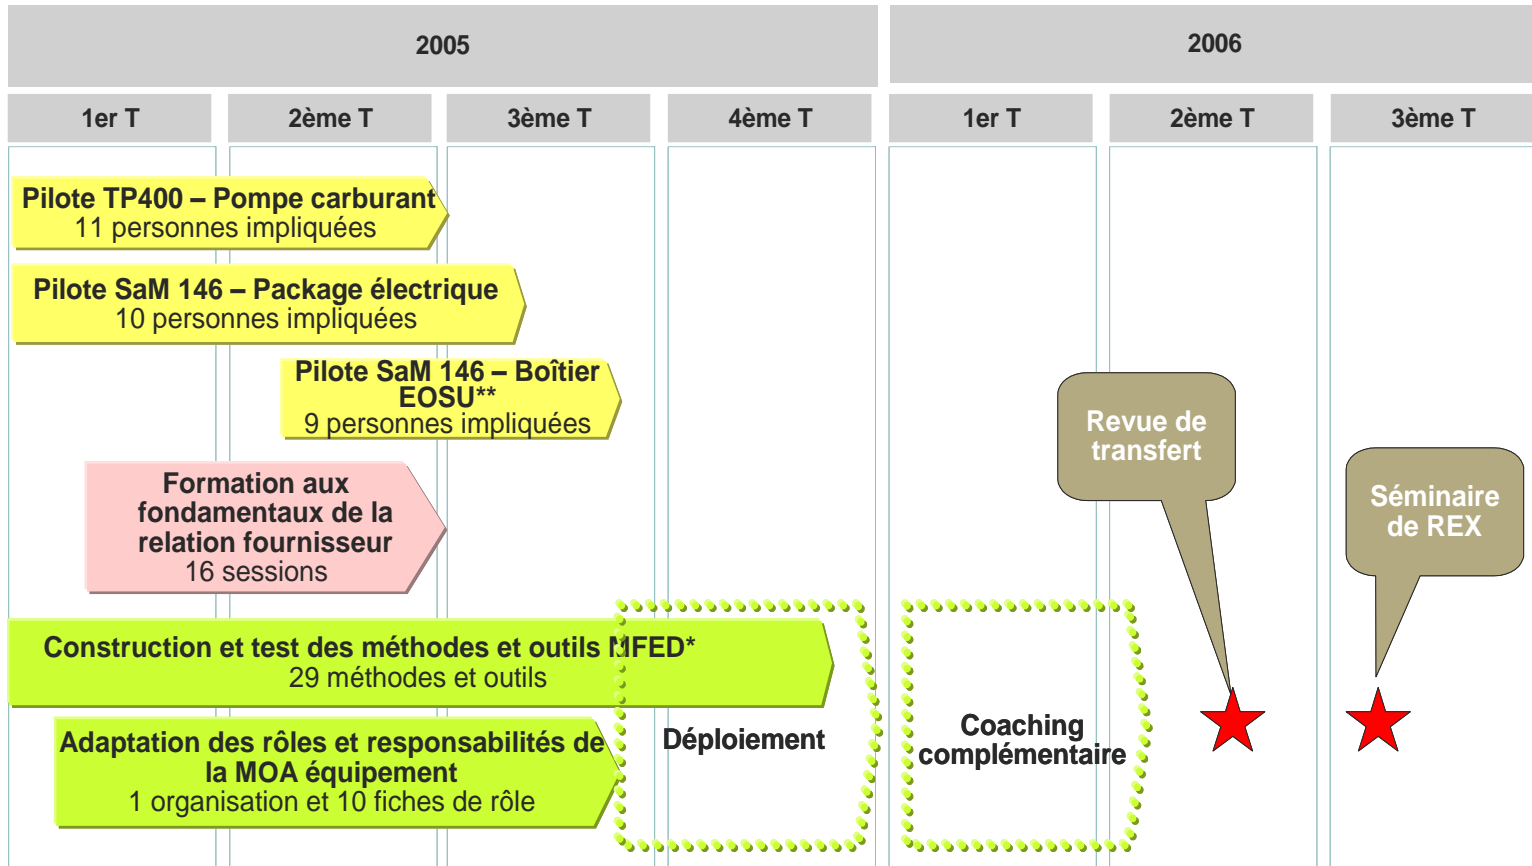 2005
2006
1er T
2ème T
3ème T
4ème T
1er T
2ème T
3ème T
Pilote TP400 – Pompe carburant
11 personnes impliquées
Pilote SaM 146 – Package électrique
10 personnes impliquées
Pilote SaM 146 – Boîtier
EOSU**
9 personnes impliquées
Revue de
transfert
Formation aux
fondamentaux de la
relation fournisseur
16 sessions
Séminaire
de REX
Construction et test des méthodes et outils MFED*
29 méthodes et outils
Adaptation des rôles et responsabilités de
la MOA équipement
1 organisation et 10 fiches de rôle
Déploiement
Coaching
complémentaire